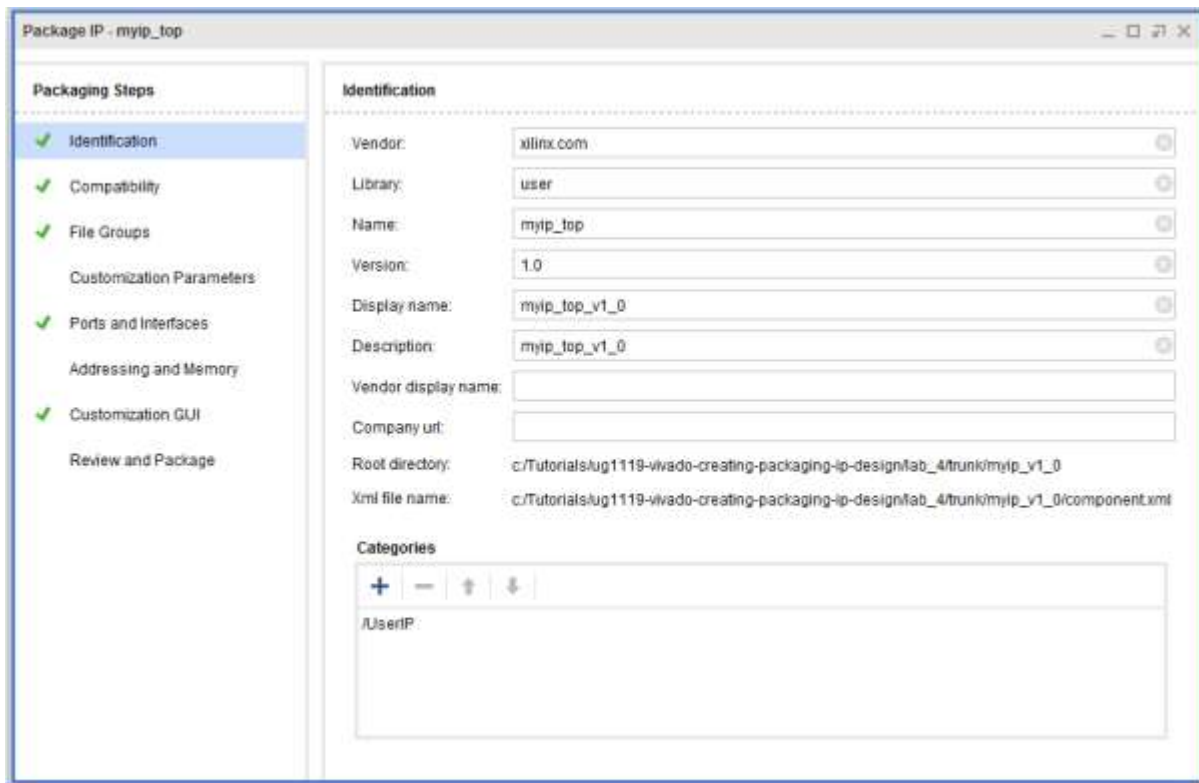 Package IP - myip_top
Packaging Steps
Identification
Compatibility
File Groups
Customization Parameters
Ports and Interfaces
Addressing and Memory
Customization GUI
Review and Package
Identification
Vendor: xilinx.com
Library: user
Name: myip_top
Version: 1.0
Display name: myip_top_v1_0
Description: myip_top_v1_0
Vendor display name:
Company url:
Root directory: c:/Tutorials/ug1119-vivado-creating-packaging-ip-design/lab_4/trunk/myip_v1_0
Xml file name: c:/Tutorials/ug1119-vivado-creating-packaging-ip-design/lab_4/trunk/myip_v1_0/component.xml
Categories
/UserIP